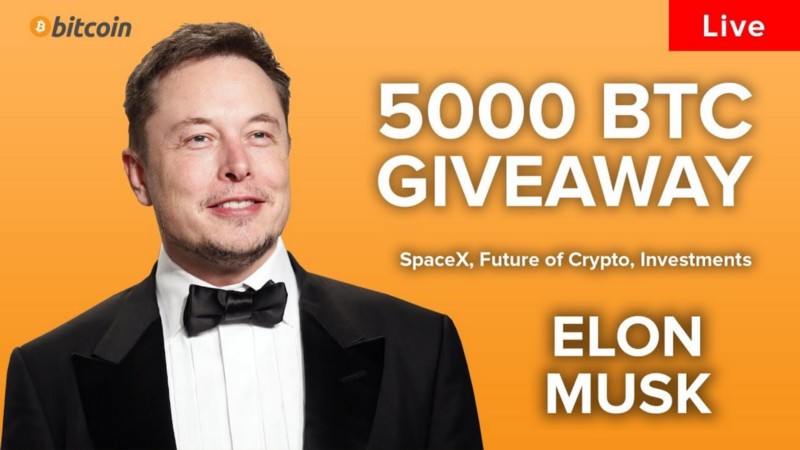 bitcoin
Live
5000 BTC
GIVEAWAY
SpaceX, Future of Crypto, Investments
ELON
MUSK